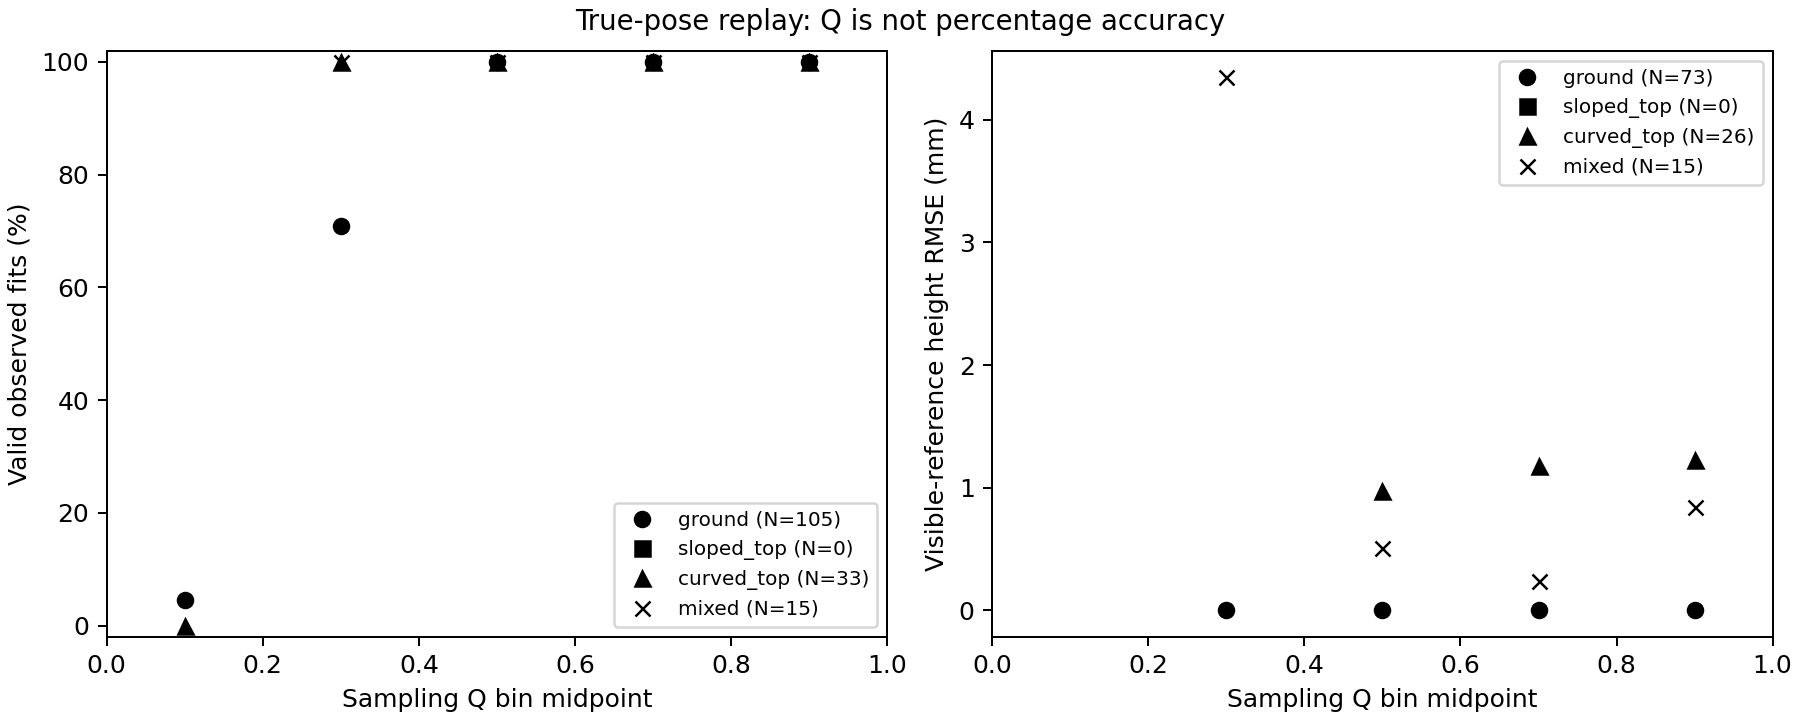 True-pose replay: Q is not percentage accuracy
Valid observed fits (%)
100
80
60
40
20
0
0.0
0.2
0.4
0.6
0.8
1.0
Sampling Q bin midpoint
ground (N=105)
sloped_top (N=0)
curved_top (N=33)
mixed (N=15)
Visible-reference height RMSE (mm)
4
3
2
1
0
0.0
0.2
0.4
0.6
0.8
1.0
Sampling Q bin midpoint
ground (N=73)
sloped_top (N=0)
curved_top (N=26)
mixed (N=15)